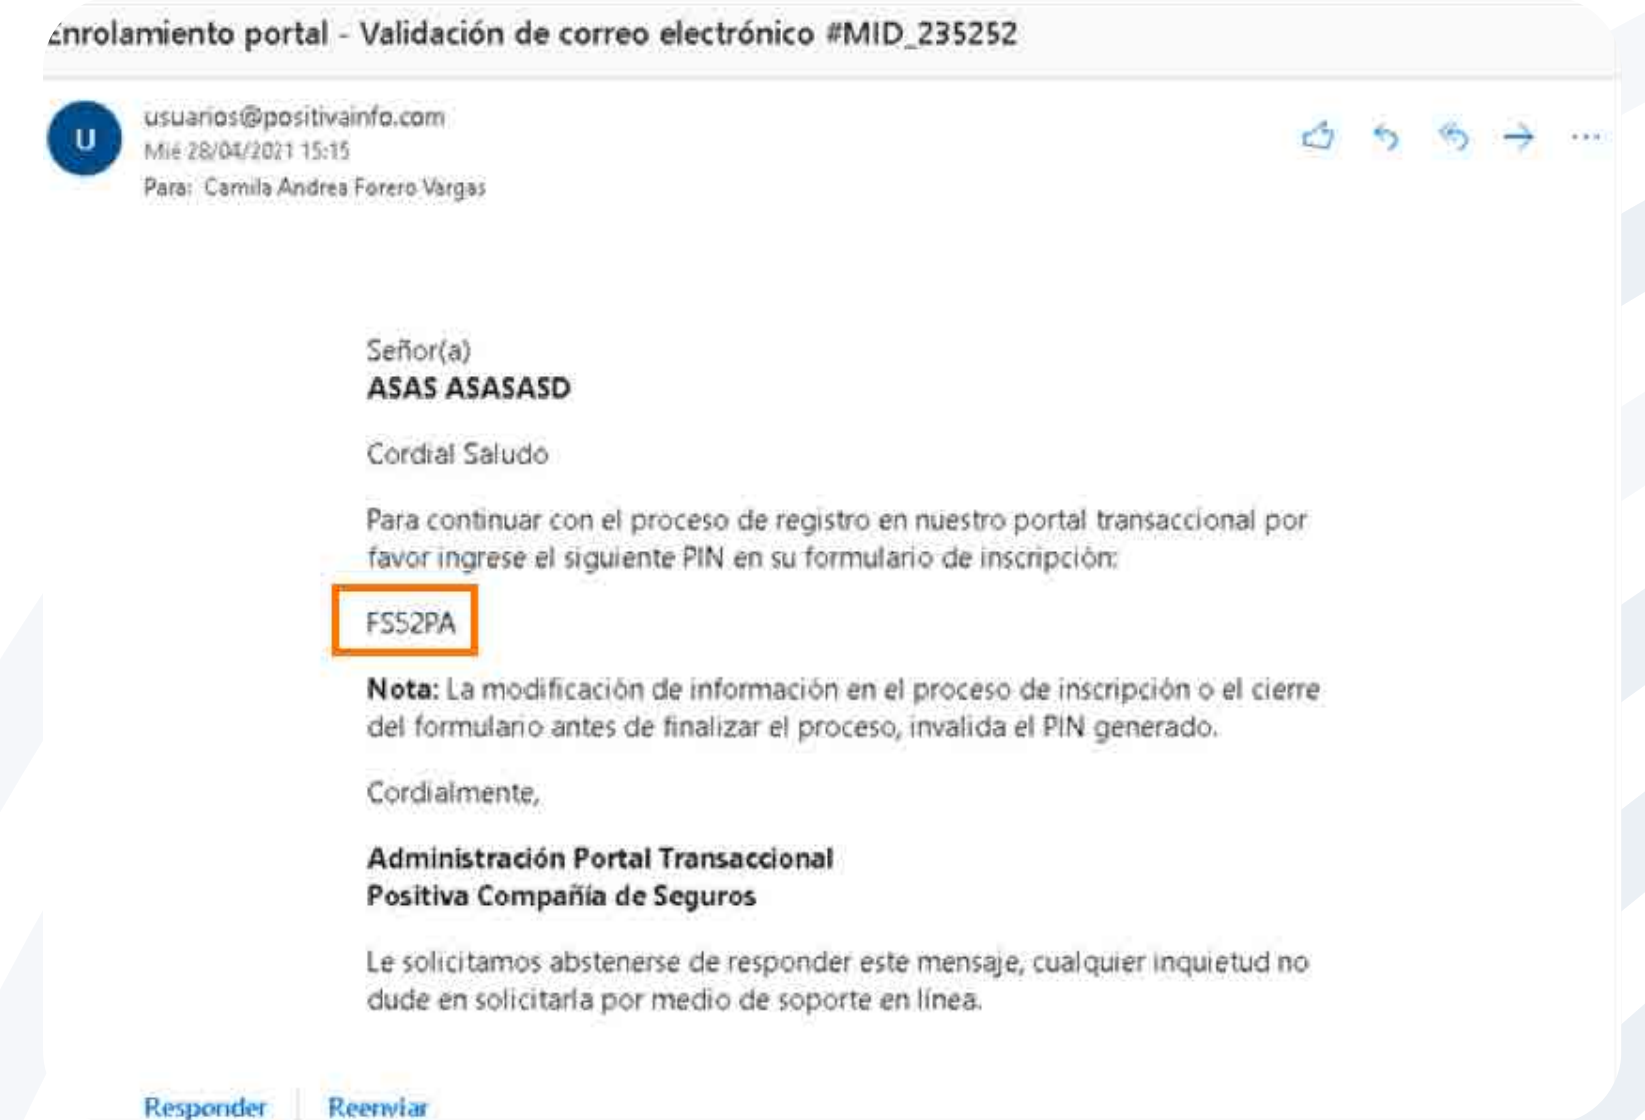 Enrolamiento portal - Validación de correo electrónico #MID_235252
U
usuarios@positivainfo.com
Mié 28/04/2021 15:15
Para: Camila Andrea Forero Vargas
Señor(a)
ASAS ASASASD
Cordial Saludo
Para continuar con el proceso de registro en nuestro portal transaccional por
favor ingrese el siguiente PIN en su formulario de inscripción:
FS52PA
Nota: La modificación de información en el proceso de inscripción o el cierre
del formulario antes de finalizar el proceso, invalida el PIN generado.
Cordialmente,
Administración Portal Transaccional
Positiva Compañía de Seguros
Le solicitamos abstenerse de responder este mensaje, cualquier inquietud no
dude en solicitarla por medio de soporte en línea.
Responder
Reenviar